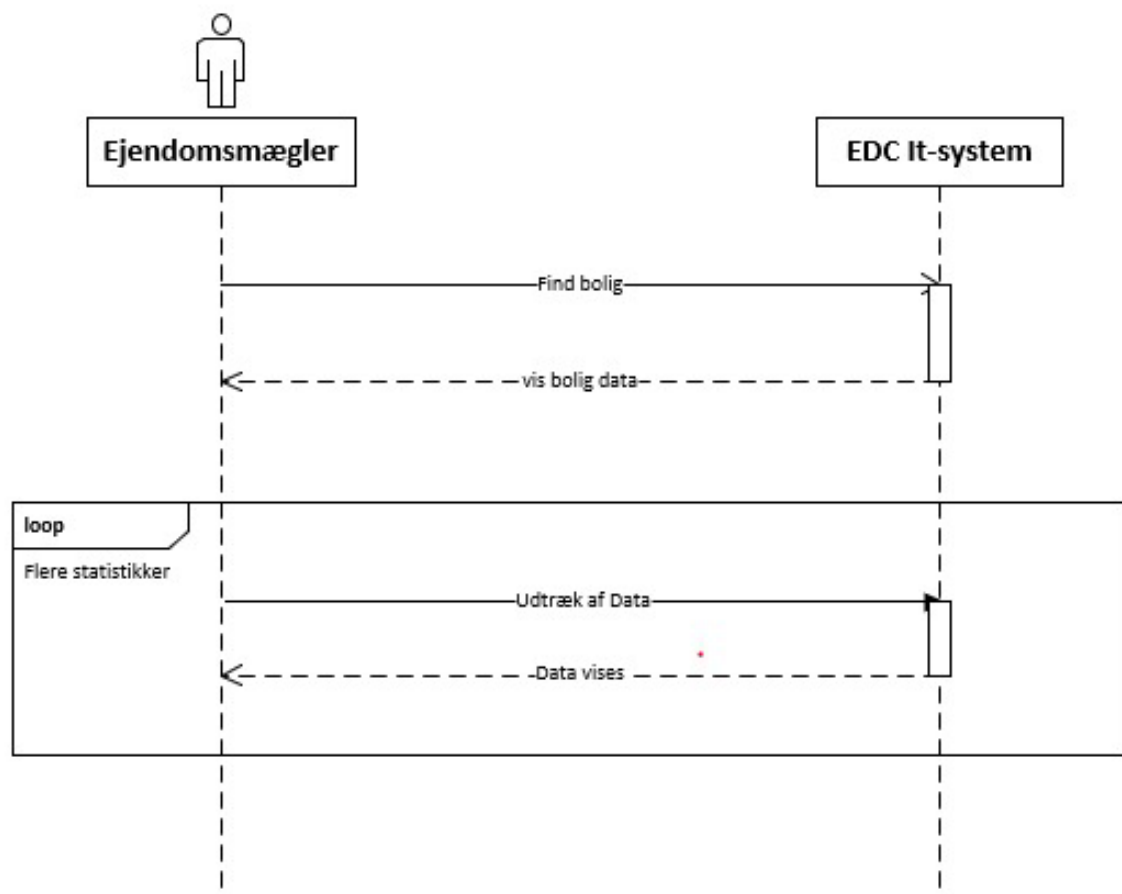 Ejendomsmægler
EDC It-system
Find bolig
vis bolig data
loop
Flere statistikker
Udtræk af Data
Data vises